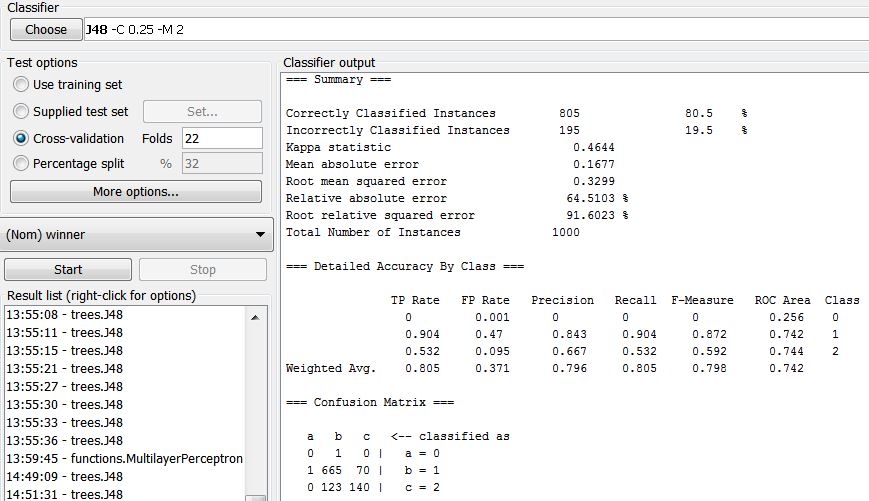 Classifier
Choose J48 -C 0.25 -M 2
Test options
Use training set
Supplied test set Set...
Cross-validation Folds 22
Percentage split % 32
More options...
(Nom) winner
Start Stop
Result list (right-click for options)
13:55:08 - trees.J48
13:55:11 - trees.J48
13:55:15 - trees.J48
13:55:21 - trees.J48
13:55:27 - trees.J48
13:55:30 - trees.J48
13:55:33 - trees.J48
13:55:36 - trees.J48
13:59:45 - functions.MultilayerPerceptron
14:49:09 - trees.J48
14:51:31 - trees.J48
Classifier output
=== Summary ===
Correctly Classified Instances 805 80.5 %
Incorrectly Classified Instances 195 19.5 %
Kappa statistic 0.4644
Mean absolute error 0.1677
Root mean squared error 0.3299
Relative absolute error 64.5103 %
Root relative squared error 91.6023 %
Total Number of Instances 1000
=== Detailed Accuracy By Class ===
TP Rate FP Rate Precision Recall F-Measure ROC Area Class
0 0.001 0 0 0 0.256 0
0.904 0.47 0.843 0.904 0.872 0.742 1
0.532 0.095 0.667 0.532 0.592 0.744 2
Weighted Avg. 0.805 0.371 0.796 0.805 0.798 0.742
=== Confusion Matrix ===
a b c <-- classified as
0 1 0 | a = 0
1 665 70 | b = 1
0 123 140 | c = 2